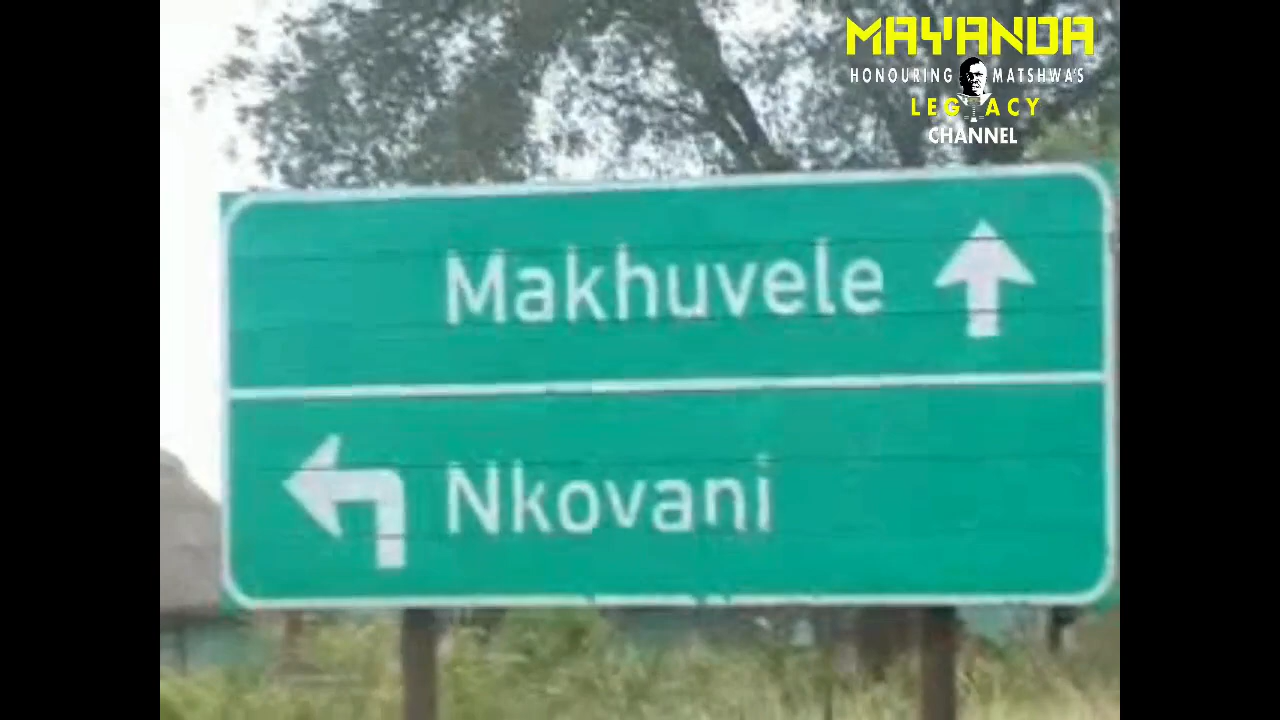 MAYANDA
HONOURING MATSHWA'S
LEGACY
CHANNEL
Makhuvele
Nkovani